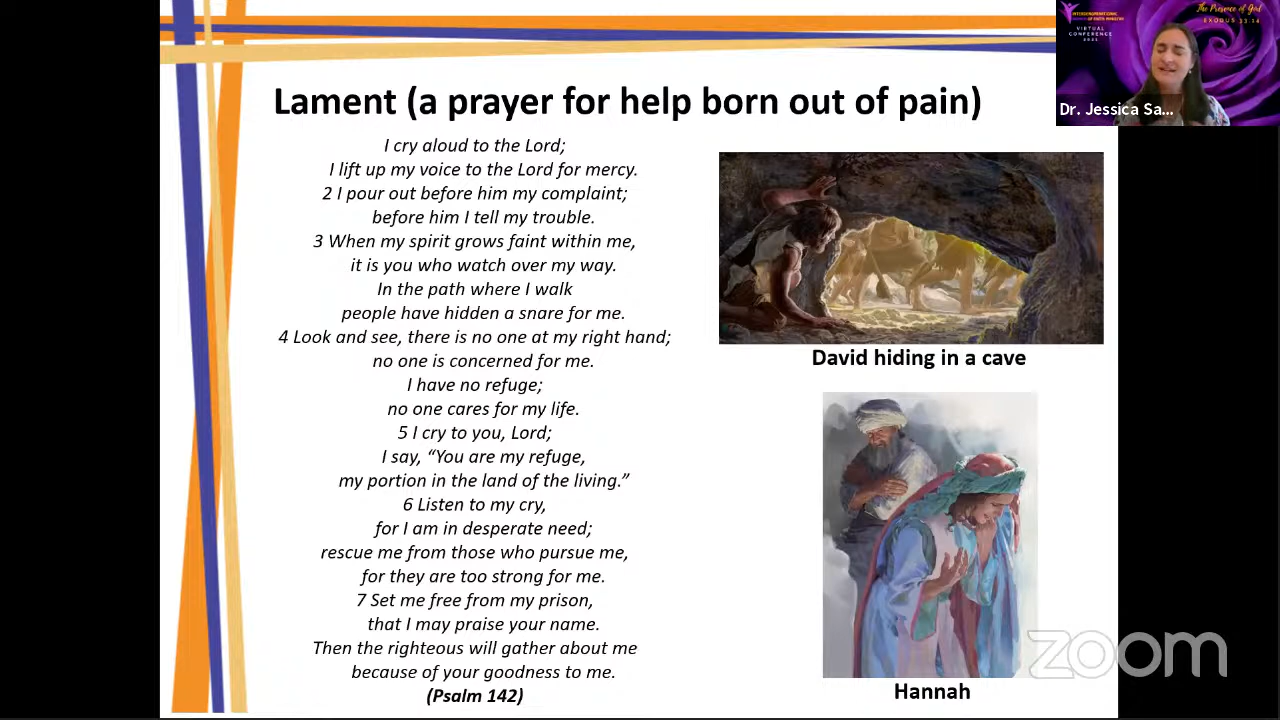 Lament (a prayer for help born out of pain)
I cry aloud to the Lord;
I lift up my voice to the Lord for mercy.
2 I pour out before him my complaint;
before him I tell my trouble.
3 When my spirit grows faint within me,
it is you who watch over my way.
In the path where I walk
people have hidden a snare for me.
4 Look and see, there is no one at my right hand;
no one is concerned for me.
I have no refuge;
no one cares for my life.
5 I cry to you, Lord;
I say, “You are my refuge,
my portion in the land of the living.”
6 Listen to my cry,
for I am in desperate need;
rescue me from those who pursue me,
for they are too strong for me.
7 Set me free from my prison,
that I may praise your name.
Then the righteous will gather about me
because of your goodness to me.
(Psalm 142)
David hiding in a cave
Hannah
The Presence of God
VIRTUAL
CONFERENCE
Dr. Jessica Sa...
zoom